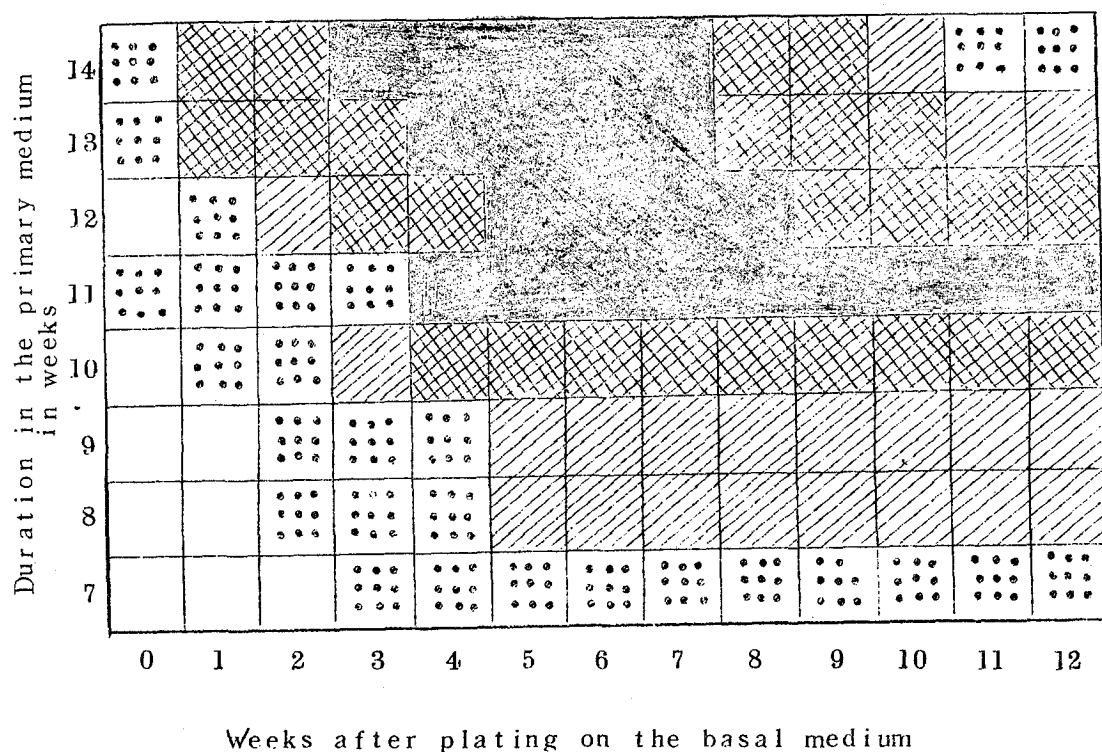 Duration in the primary medium
in weeks
14
13
12
11
10
9
8
7
0 1 2 3 4 5 6 7 8 9 10 11 12
Weeks after plating on the basal medium